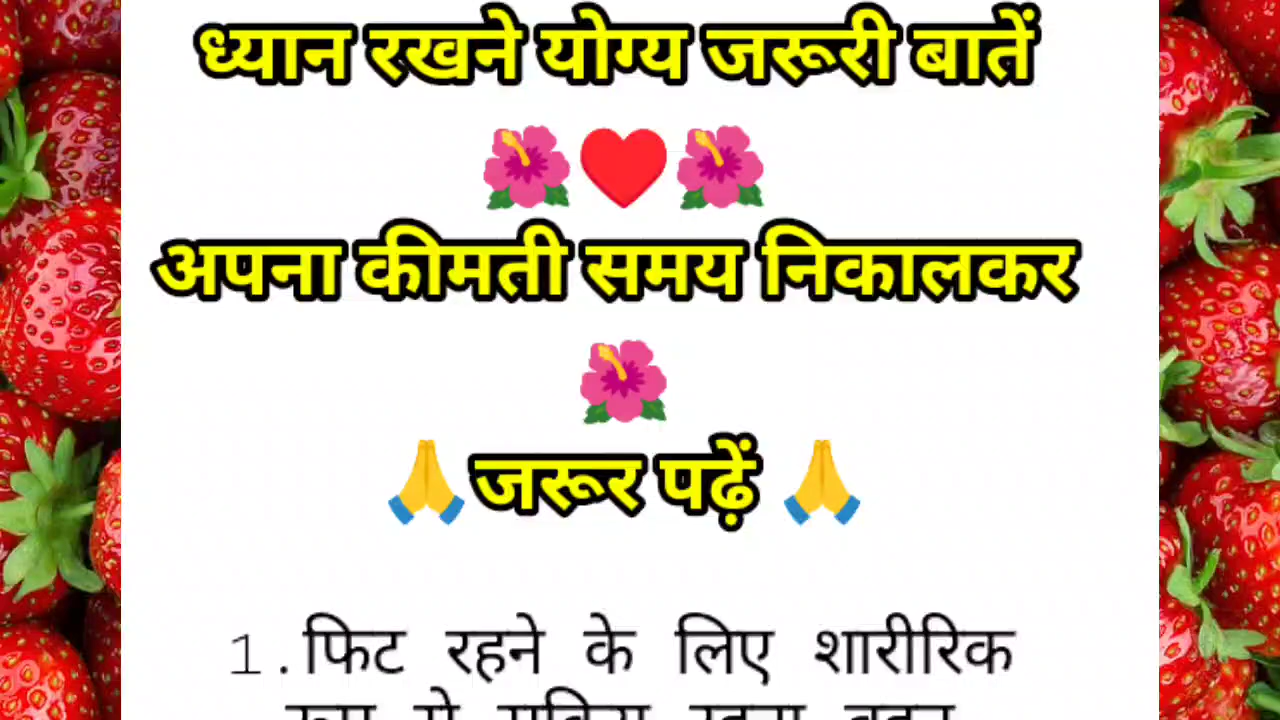 ध्यान रखने योग्य जरूरी बातें
🌺❤️🌺
अपना कीमती समय निकालकर
🌺
🙏जरूर पढ़ें 🙏
1.फिट रहने के लिए शारीरिक